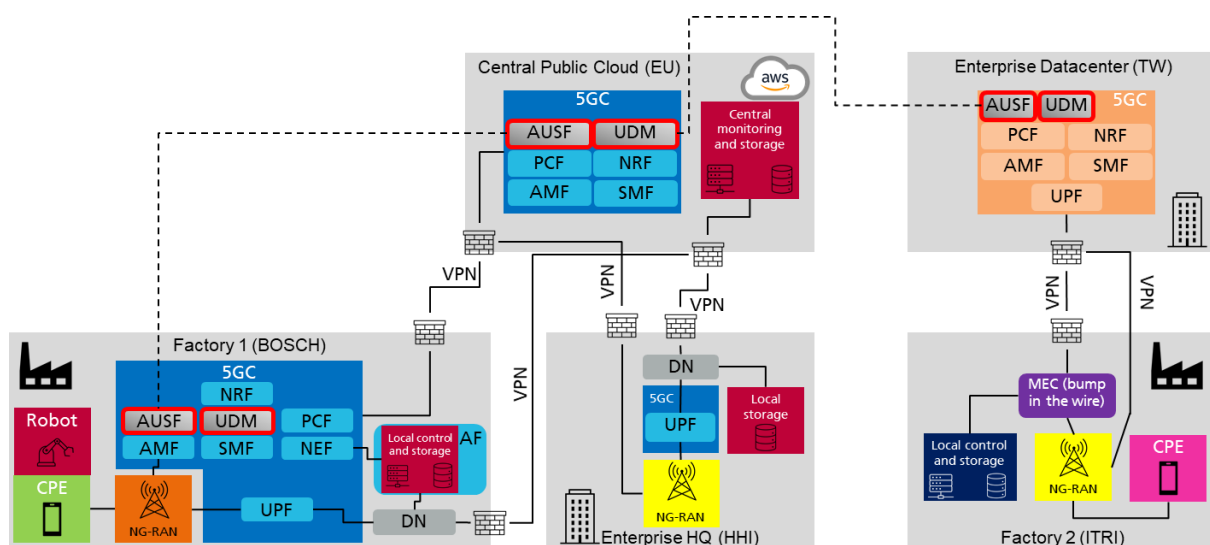 Central Public Cloud (EU)
aws
5GC
AUSF
UDM
PCF
NRF
AMF
SMF
Central
monitoring
and storage
Enterprise Datacenter (TW)
AUSF
UDM
5GC
PCF
NRF
AMF
SMF
UPF
VPN
VPN
VPN
VPN
VPN
VPN
Factory 1 (BOSCH)
5GC
NRF
AUSF
UDM
PCF
AMF
SMF
NEF
Robot
CPE
NG-RAN
UPF
DN
Local control
and storage
AF
DN
5GC
UPF
Local
storage
NG-RAN
Enterprise HQ (HHI)
MEC (bump
in the wire)
Local control
and storage
NG-RAN
CPE
Factory 2 (ITRI)